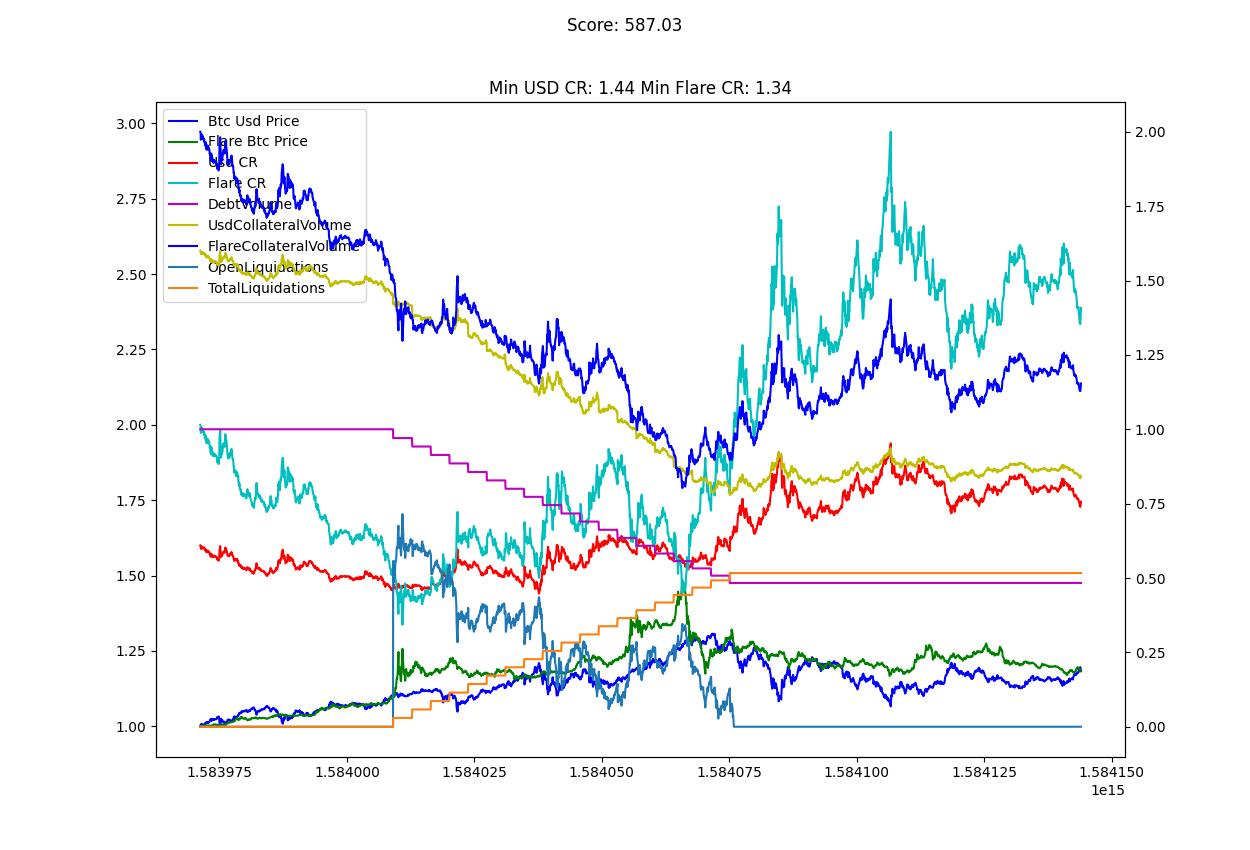 Score: 587.03
Min USD CR: 1.44 Min Flare CR: 1.34
Btc Usd Price
Flare Btc Price
Usd CR
Flare CR
DebtVolume
UsdCollateralVolume
FlareCollateralVolume
OpenLiquidations
TotalLiquidations
3.00
2.75
2.50
2.25
2.00
1.75
1.50
1.25
1.00
2.00
1.75
1.50
1.25
1.00
0.75
0.50
0.25
0.00
1.583975 1.584000 1.584025 1.584050 1.584075 1.584100 1.584125 1.584150
1e15